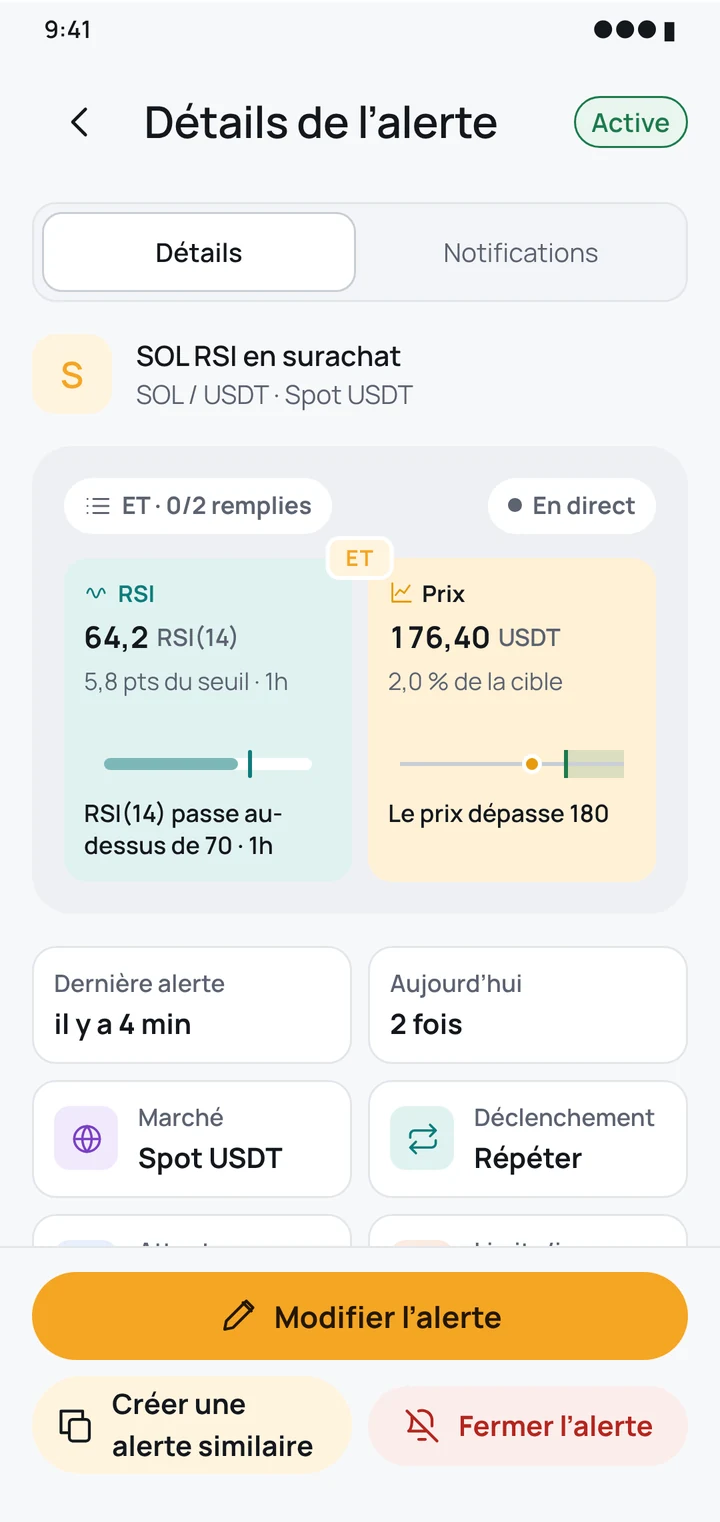 9:41
Détails de l’alerte
Active
Détails
Notifications
S
SOL RSI en surachat
SOL / USDT · Spot USDT
ET · 0/2 remplies
En direct
ET
RSI
64,2 RSI(14)
5,8 pts du seuil · 1h
RSI(14) passe au-
dessus de 70 · 1h
Prix
176,40 USDT
2,0 % de la cible
Le prix dépasse 180
Dernière alerte
il y a 4 min
Aujourd’hui
2 fois
Marché
Spot USDT
Déclenchement
Répéter
Modifier l’alerte
Créer une
alerte similaire
Fermer l’alerte